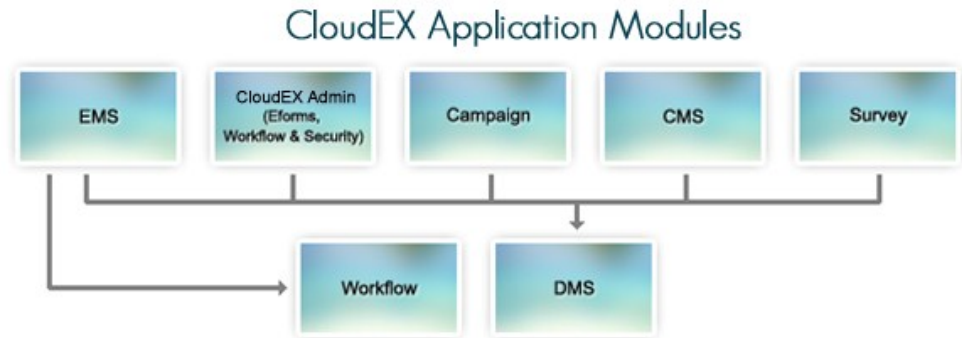 CloudEX Application Modules
EMS
CloudEX Admin
(Eforms,
Workflow & Security)
Campaign
CMS
Survey
Workflow
DMS